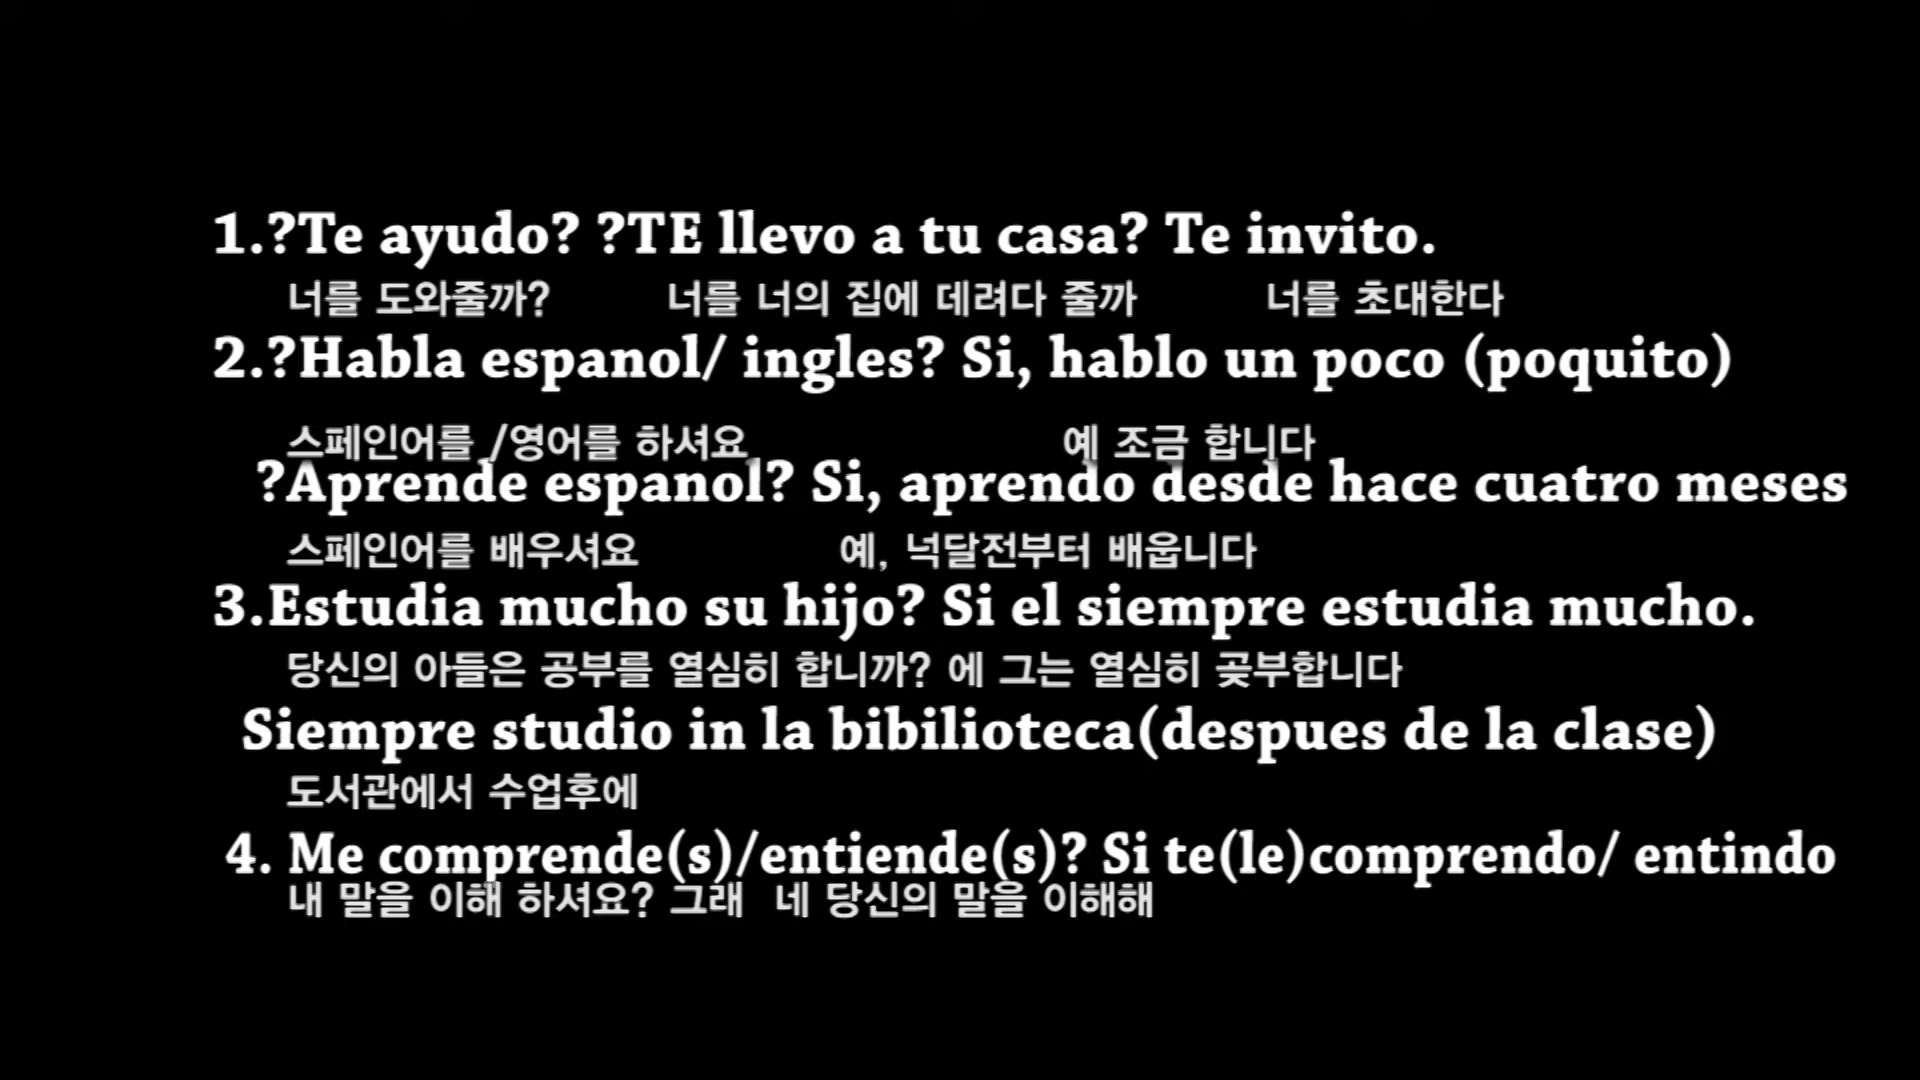 1.?Te ayudo? ?TE llevo a tu casa? Te invito.
너를 도와줄까? 너를 너의 집에 데려다 줄까 너를 초대한다
2.?Habla espanol/ ingles? Si, hablo un poco (poquito)
스페인어를 /영어를 하셔요 예 조금 합니다
?Aprende espanol? Si, aprendo desde hace cuatro meses
스페인어를 배우셔요 예, 넉달전부터 배웁니다
3.Estudia mucho su hijo? Si el siempre estudia mucho.
당신의 아들은 공부를 열심히 합니까? 에 그는 열심히 곶부합니다
Siempre studio in la bibilioteca(despues de la clase)
도서관에서 수업후에
4. Me comprende(s)/entiende(s)? Si te(le)comprendo/ entindo
내 말을 이해 하셔요? 그래 네 당신의 말을 이해해